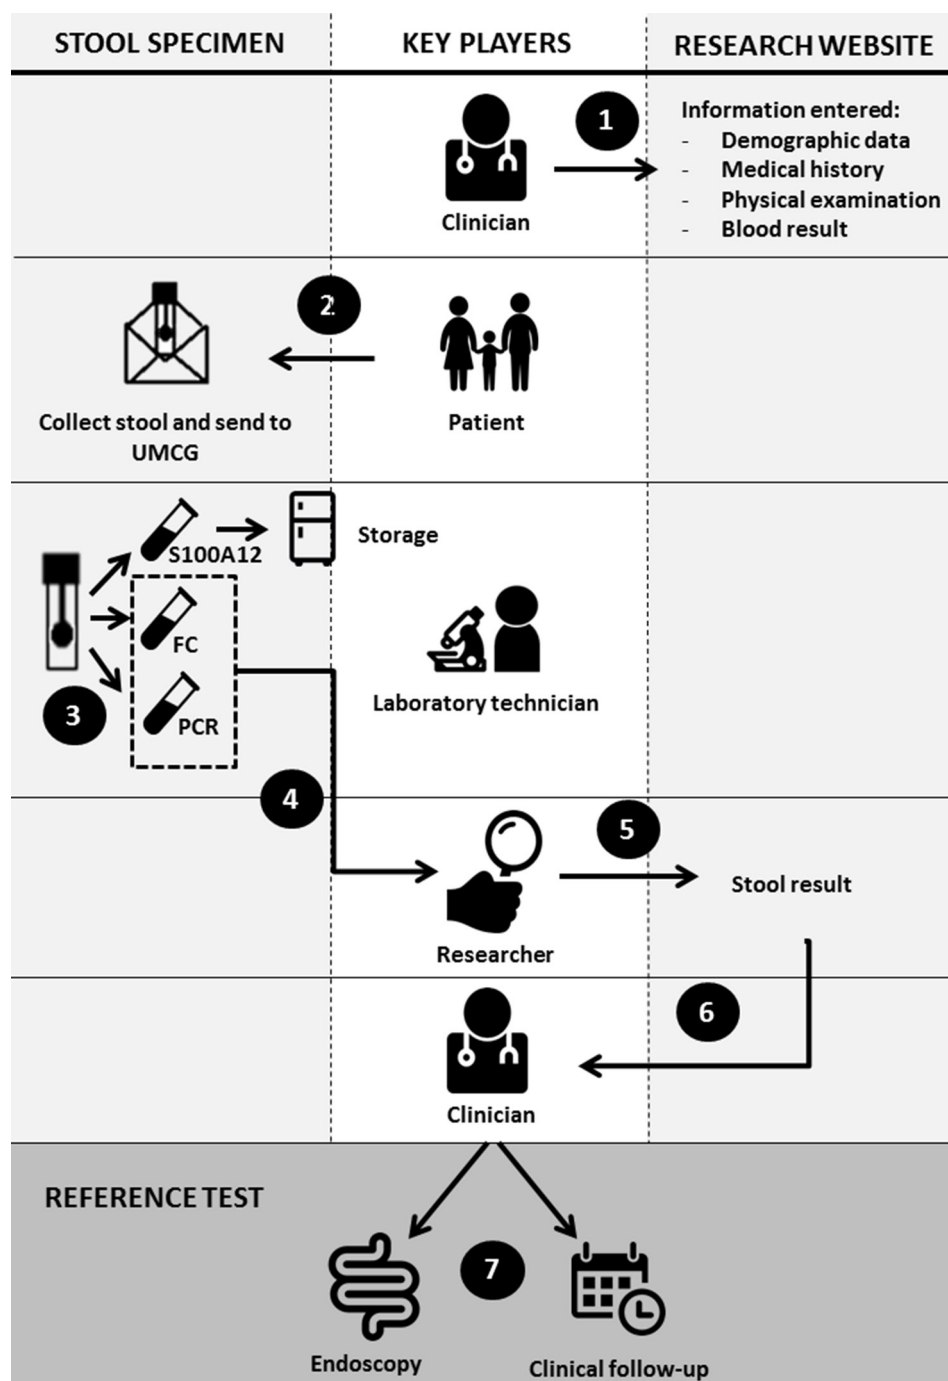 STOOL SPECIMEN
KEY PLAYERS
RESEARCH WEBSITE
1
Information entered:
- Demographic data
- Medical history
- Physical examination
- Blood result
Clinician
2
Collect stool and send to
UMCG
Patient
S100A12
Storage
FC
PCR
3
Laboratory technician
4
5
Stool result
Researcher
6
Clinician
REFERENCE TEST
7
Endoscopy
Clinical follow-up